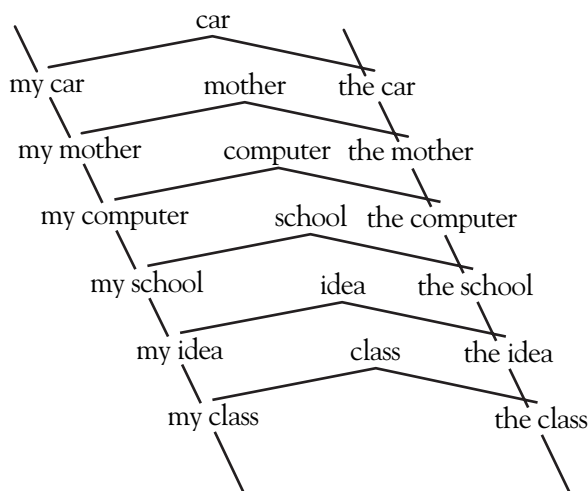 car
my car
the car
mother
my mother
the mother
computer
my computer
the computer
school
my school
the school
idea
my idea
the idea
class
my class
the class